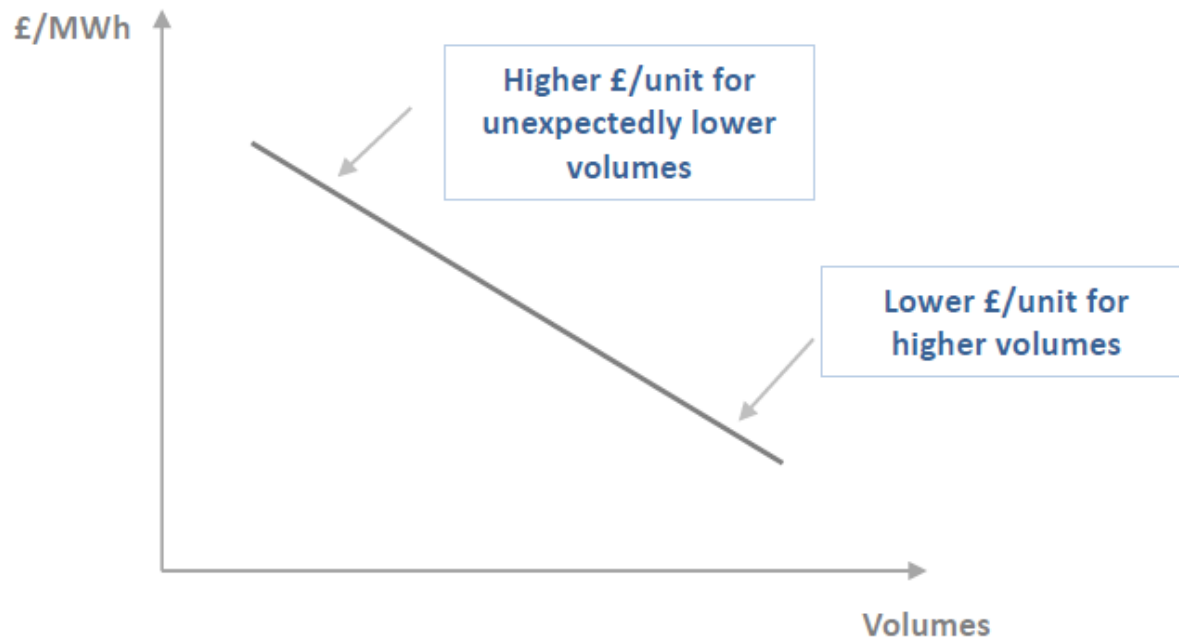 £/MWh
Higher £/unit for
unexpectedly lower
volumes
Lower £/unit for
higher volumes
Volumes